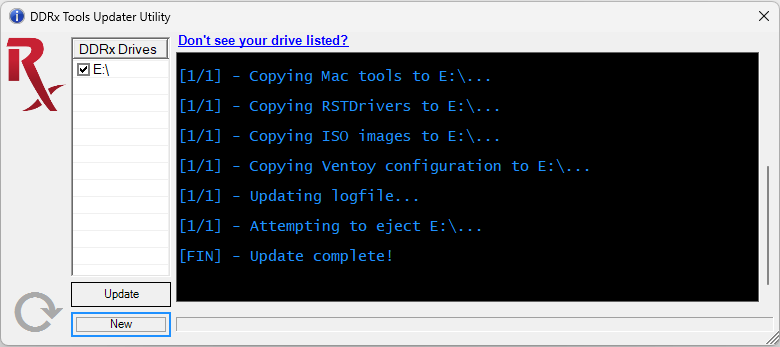 DDRx Tools Updater Utility
Rx
DDRx Drives
E:\
Update
New
Don't see your drive listed?
[1/1] - Copying Mac tools to E:\...
[1/1] - Copying RSTDrivers to E:\...
[1/1] - Copying ISO images to E:\...
[1/1] - Copying Ventoy configuration to E:\...
[1/1] - Updating logfile...
[1/1] - Attempting to eject E:\...
[FIN] - Update complete!